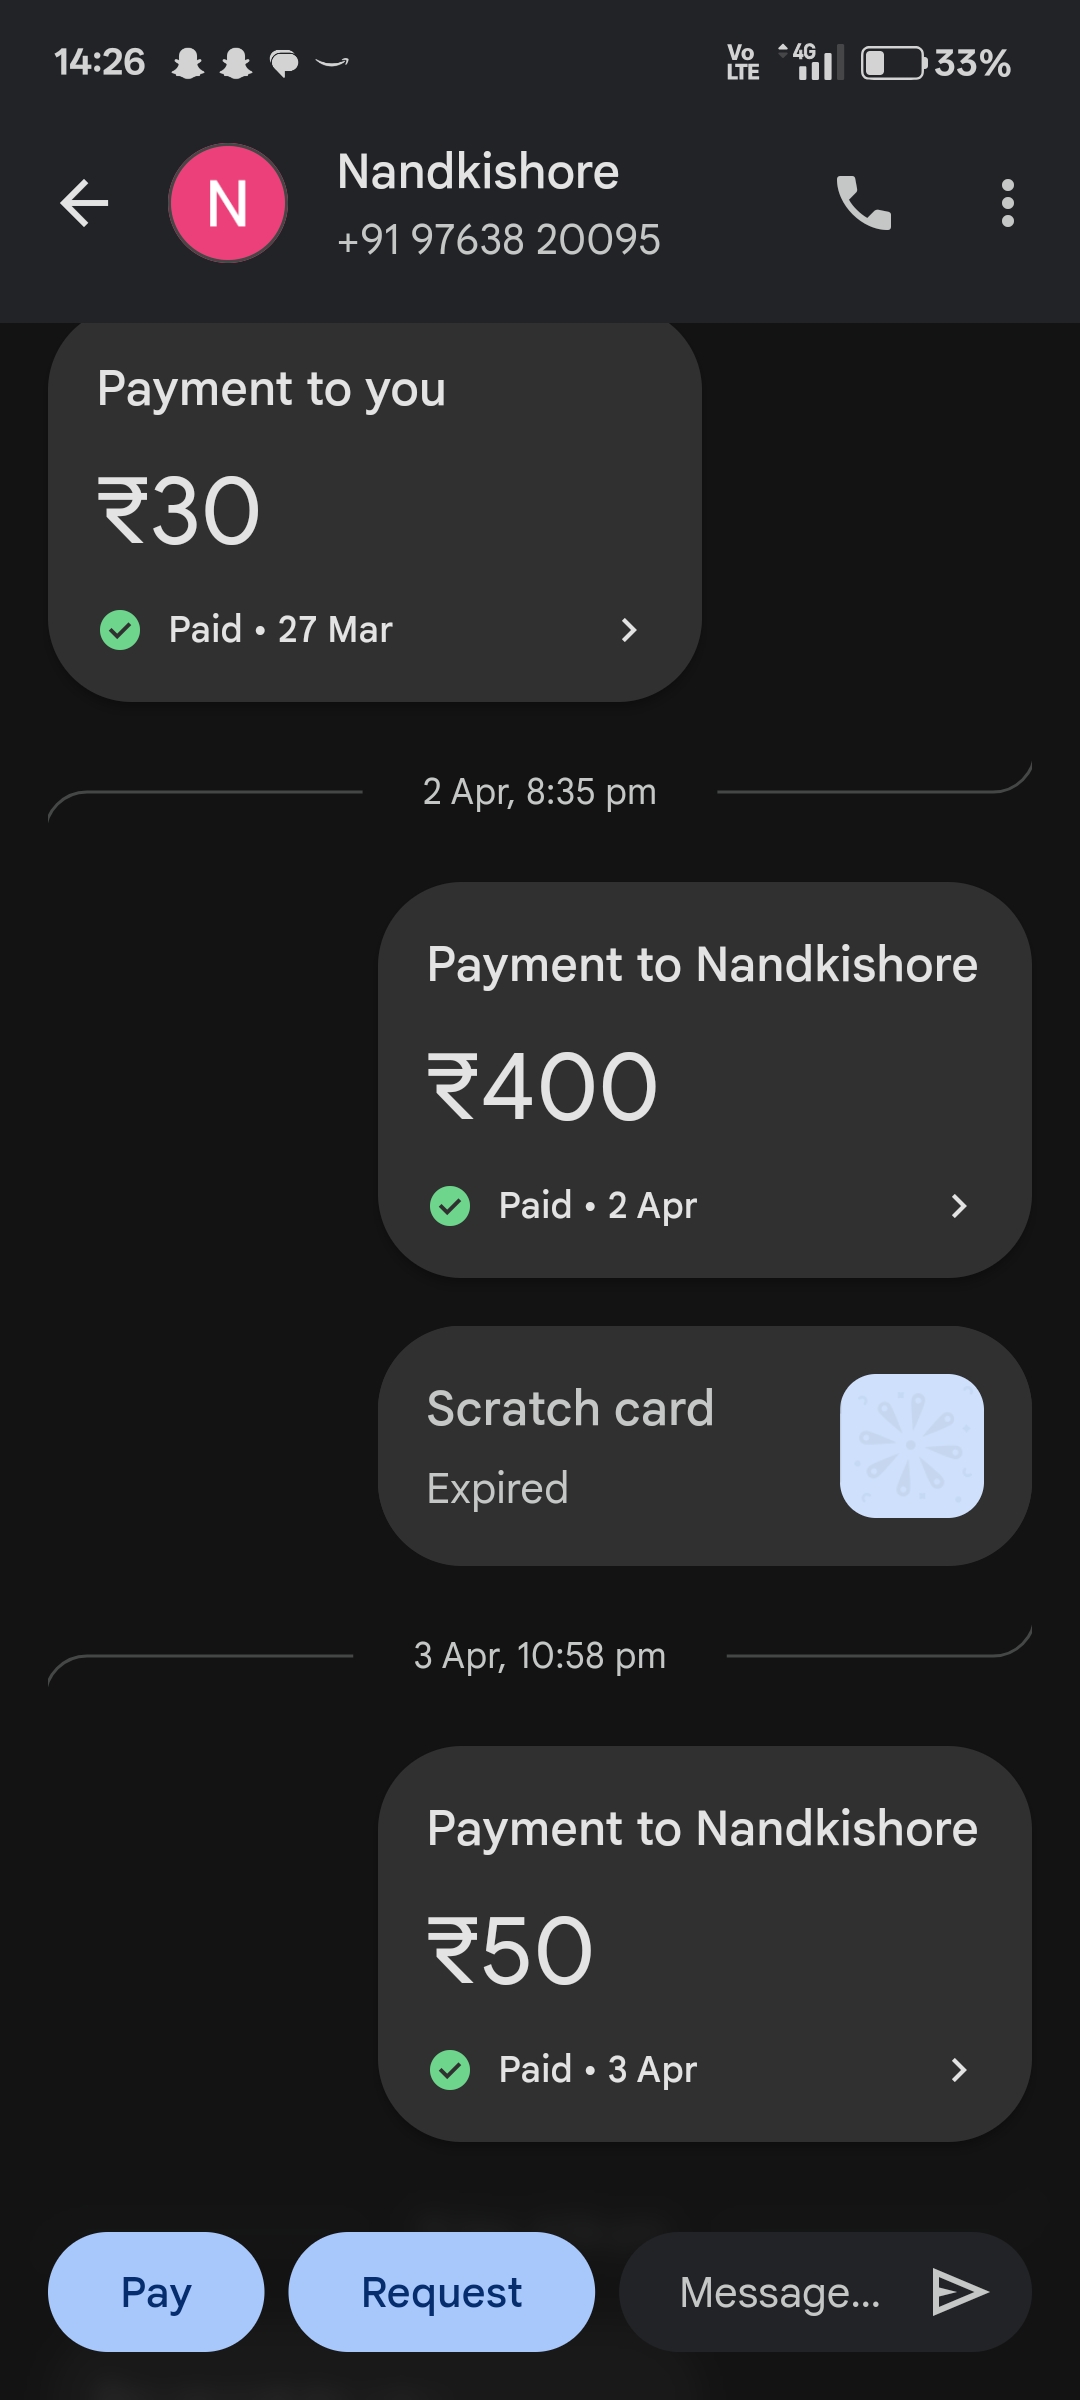 14:26
Vo LTE 4G 33%
N
Nandkishore
+91 97638 20095
Payment to you
₹30
Paid • 27 Mar
2 Apr, 8:35 pm
Payment to Nandkishore
₹400
Paid • 2 Apr
Scratch card
Expired
3 Apr, 10:58 pm
Payment to Nandkishore
₹50
Paid • 3 Apr
Pay
Request
Message...